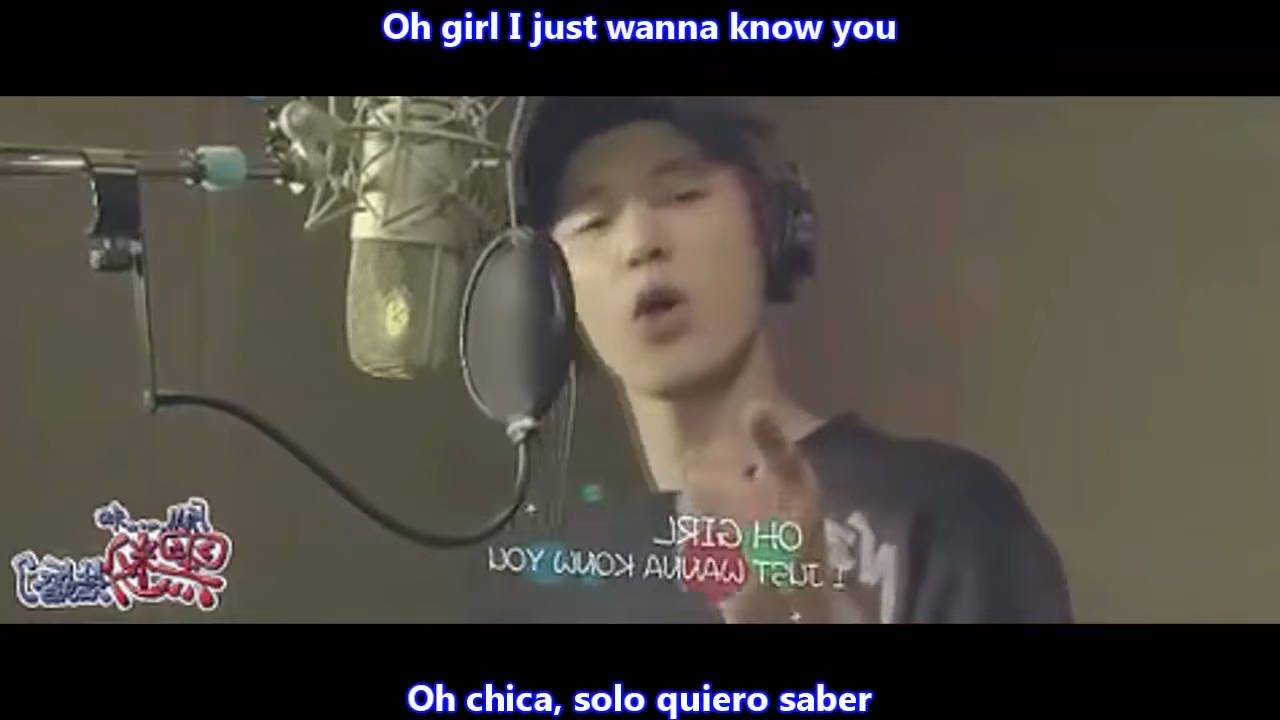 Oh girl I just wanna know you
OH GIRL
I JUST WANNA KONW YOU
Oh chica, solo quiero saber